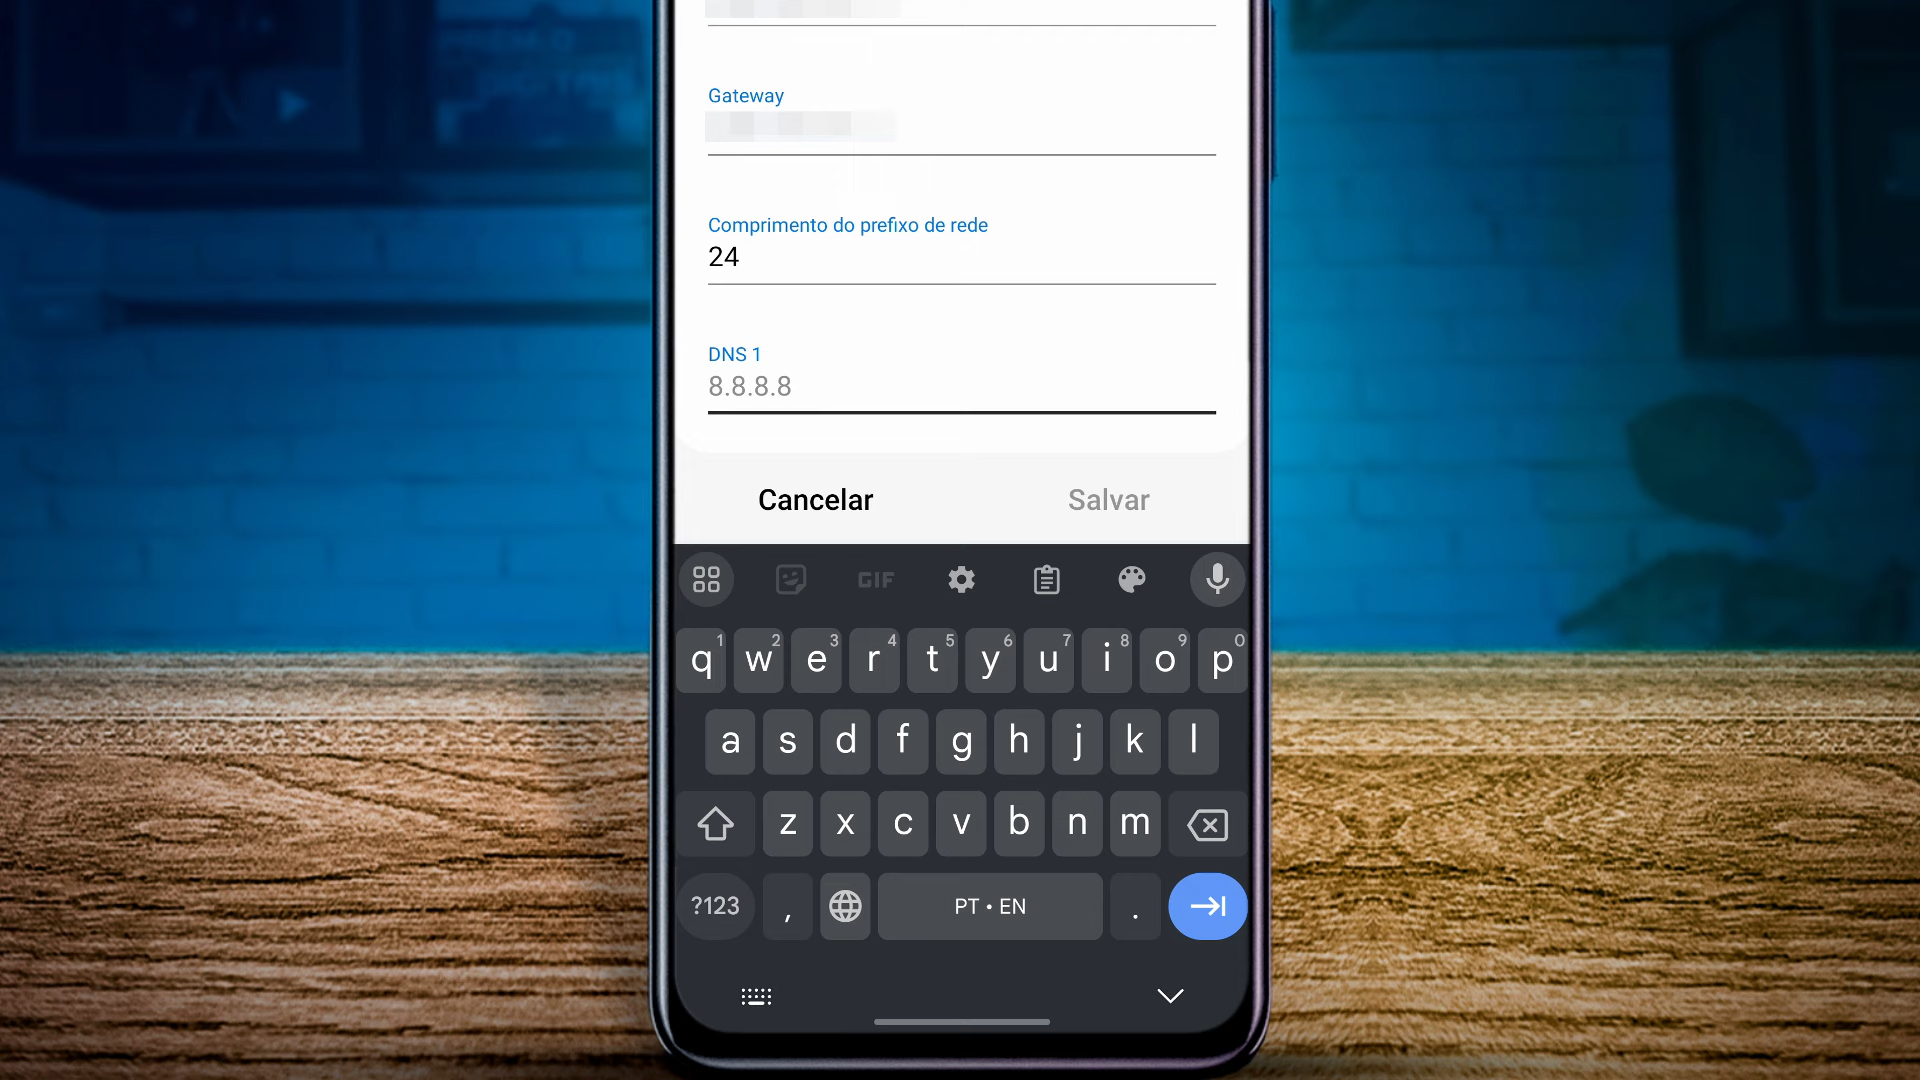 Gateway
Comprimento do prefixo de rede
24
DNS 1
8.8.8.8
Cancelar
Salvar
GIF
1 2 3 4 5 6 7 8 9 0
q w e r t y u i o p
a s d f g h j k l
z x c v b n m
?123 , PT • EN .